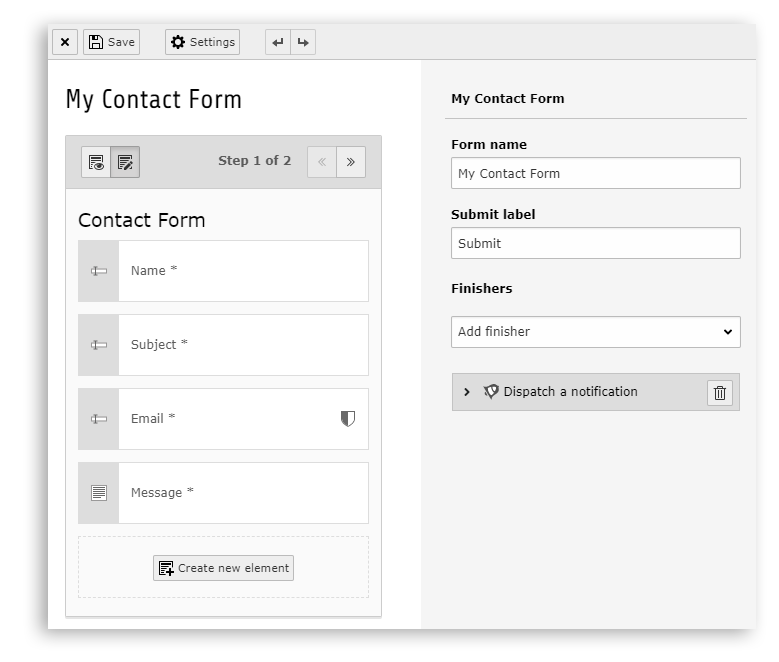 Save
Settings
My Contact Form
Step 1 of 2
Contact Form
Name *
Subject *
Email *
Message *
Create new element
My Contact Form
Form name
My Contact Form
Submit label
Submit
Finishers
Add finisher
Dispatch a notification